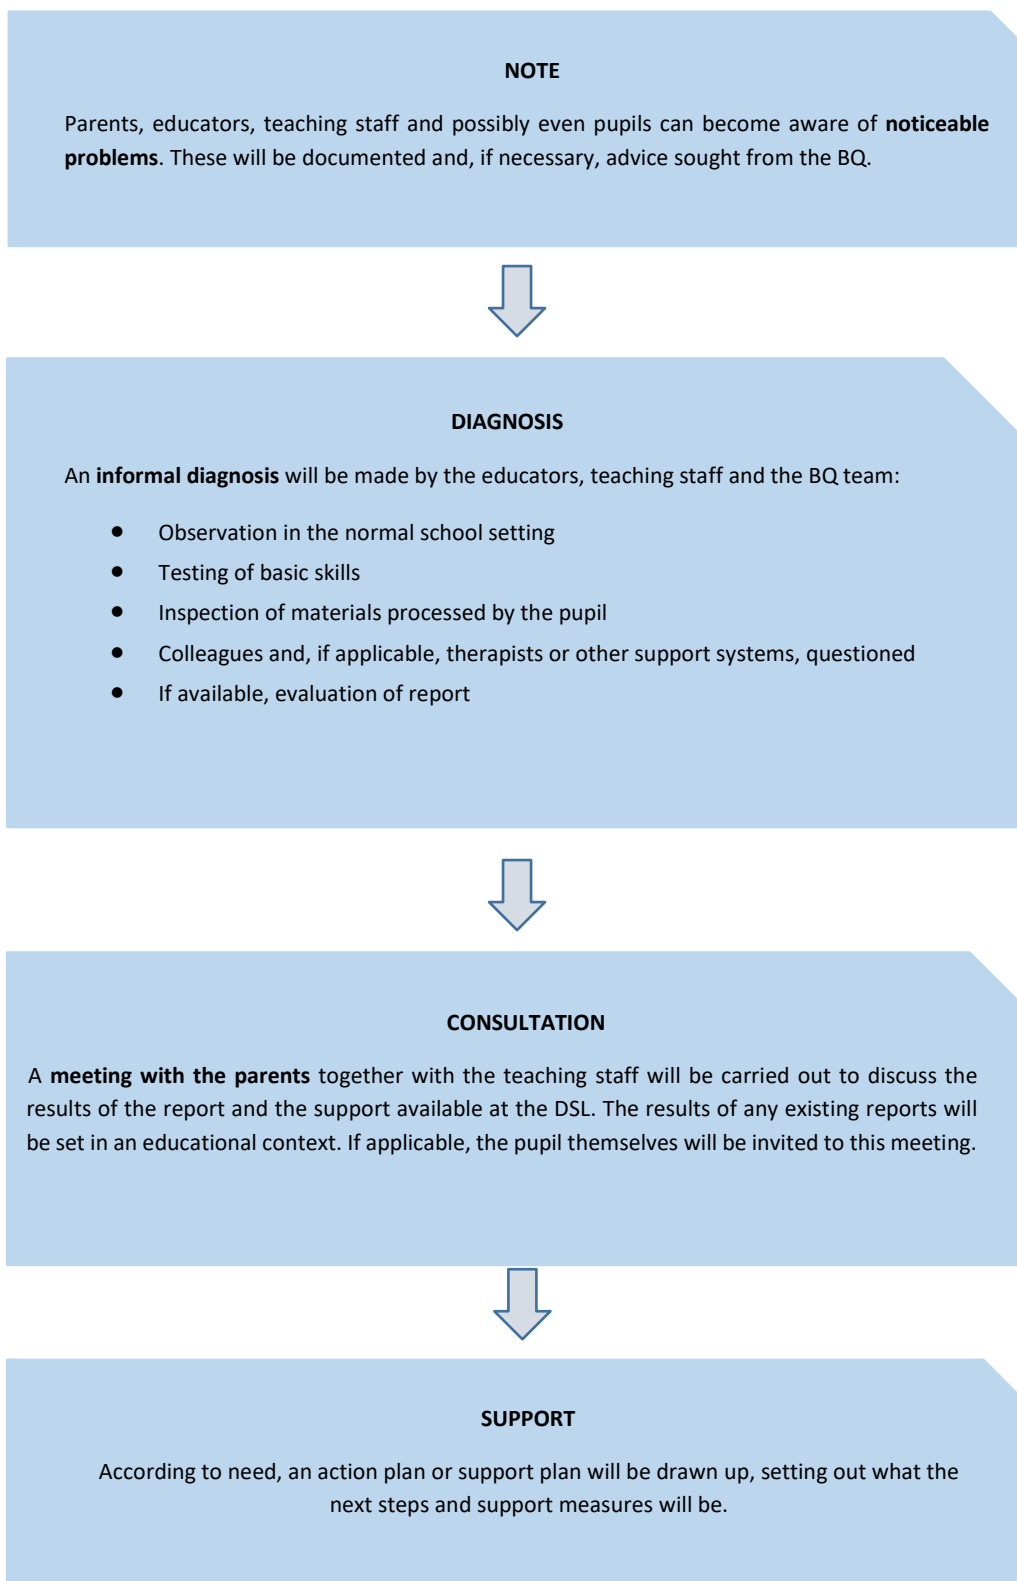 NOTE
Parents, educators, teaching staff and possibly even pupils can become aware of noticeable
problems. These will be documented and, if necessary, advice sought from the BQ.
DIAGNOSIS
An informal diagnosis will be made by the educators, teaching staff and the BQ team:
● Observation in the normal school setting
● Testing of basic skills
● Inspection of materials processed by the pupil
● Colleagues and, if applicable, therapists or other support systems, questioned
● If available, evaluation of report
CONSULTATION
A meeting with the parents together with the teaching staff will be carried out to discuss the
results of the report and the support available at the DSL. The results of any existing reports will
be set in an educational context. If applicable, the pupil themselves will be invited to this meeting.
SUPPORT
According to need, an action plan or support plan will be drawn up, setting out what the
next steps and support measures will be.